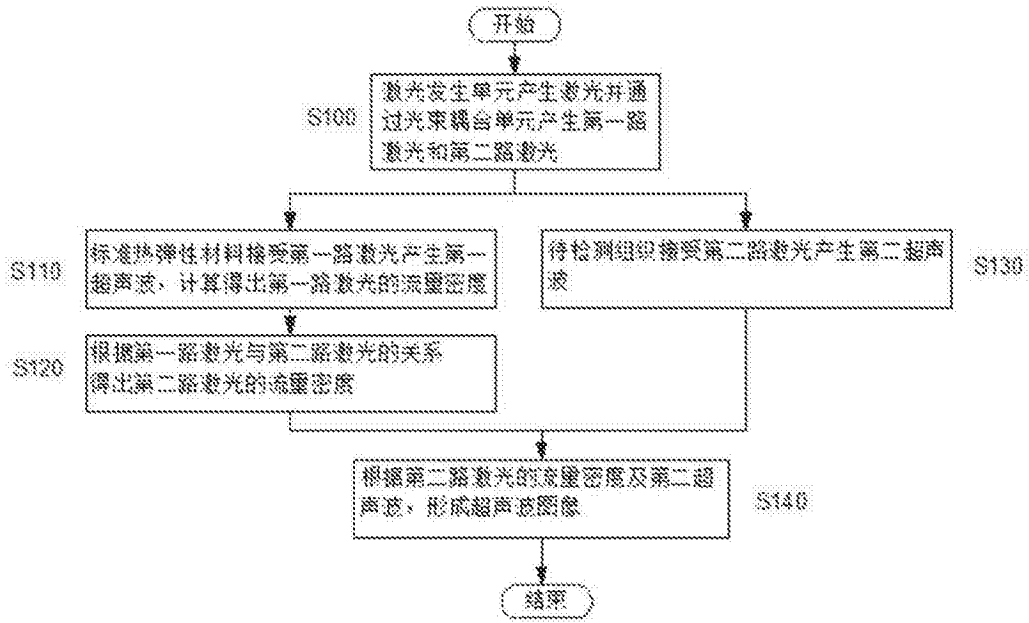 开始
S100
激光发生单元产生激光并通
过光束耦合单元产生第一路
激光和第二路激光
S110
标准热弹性材料接受第一路激光产生第一
超声波，计算得出第一路激光的流量密度
S130
待检测组织接受第二路激光产生第二超声
波
S120
根据第一路激光与第二路激光的关系
得出第二路激光的流量密度
根据第二路激光的流量密度及第二超
声波，形成超声波图像
S140
结束